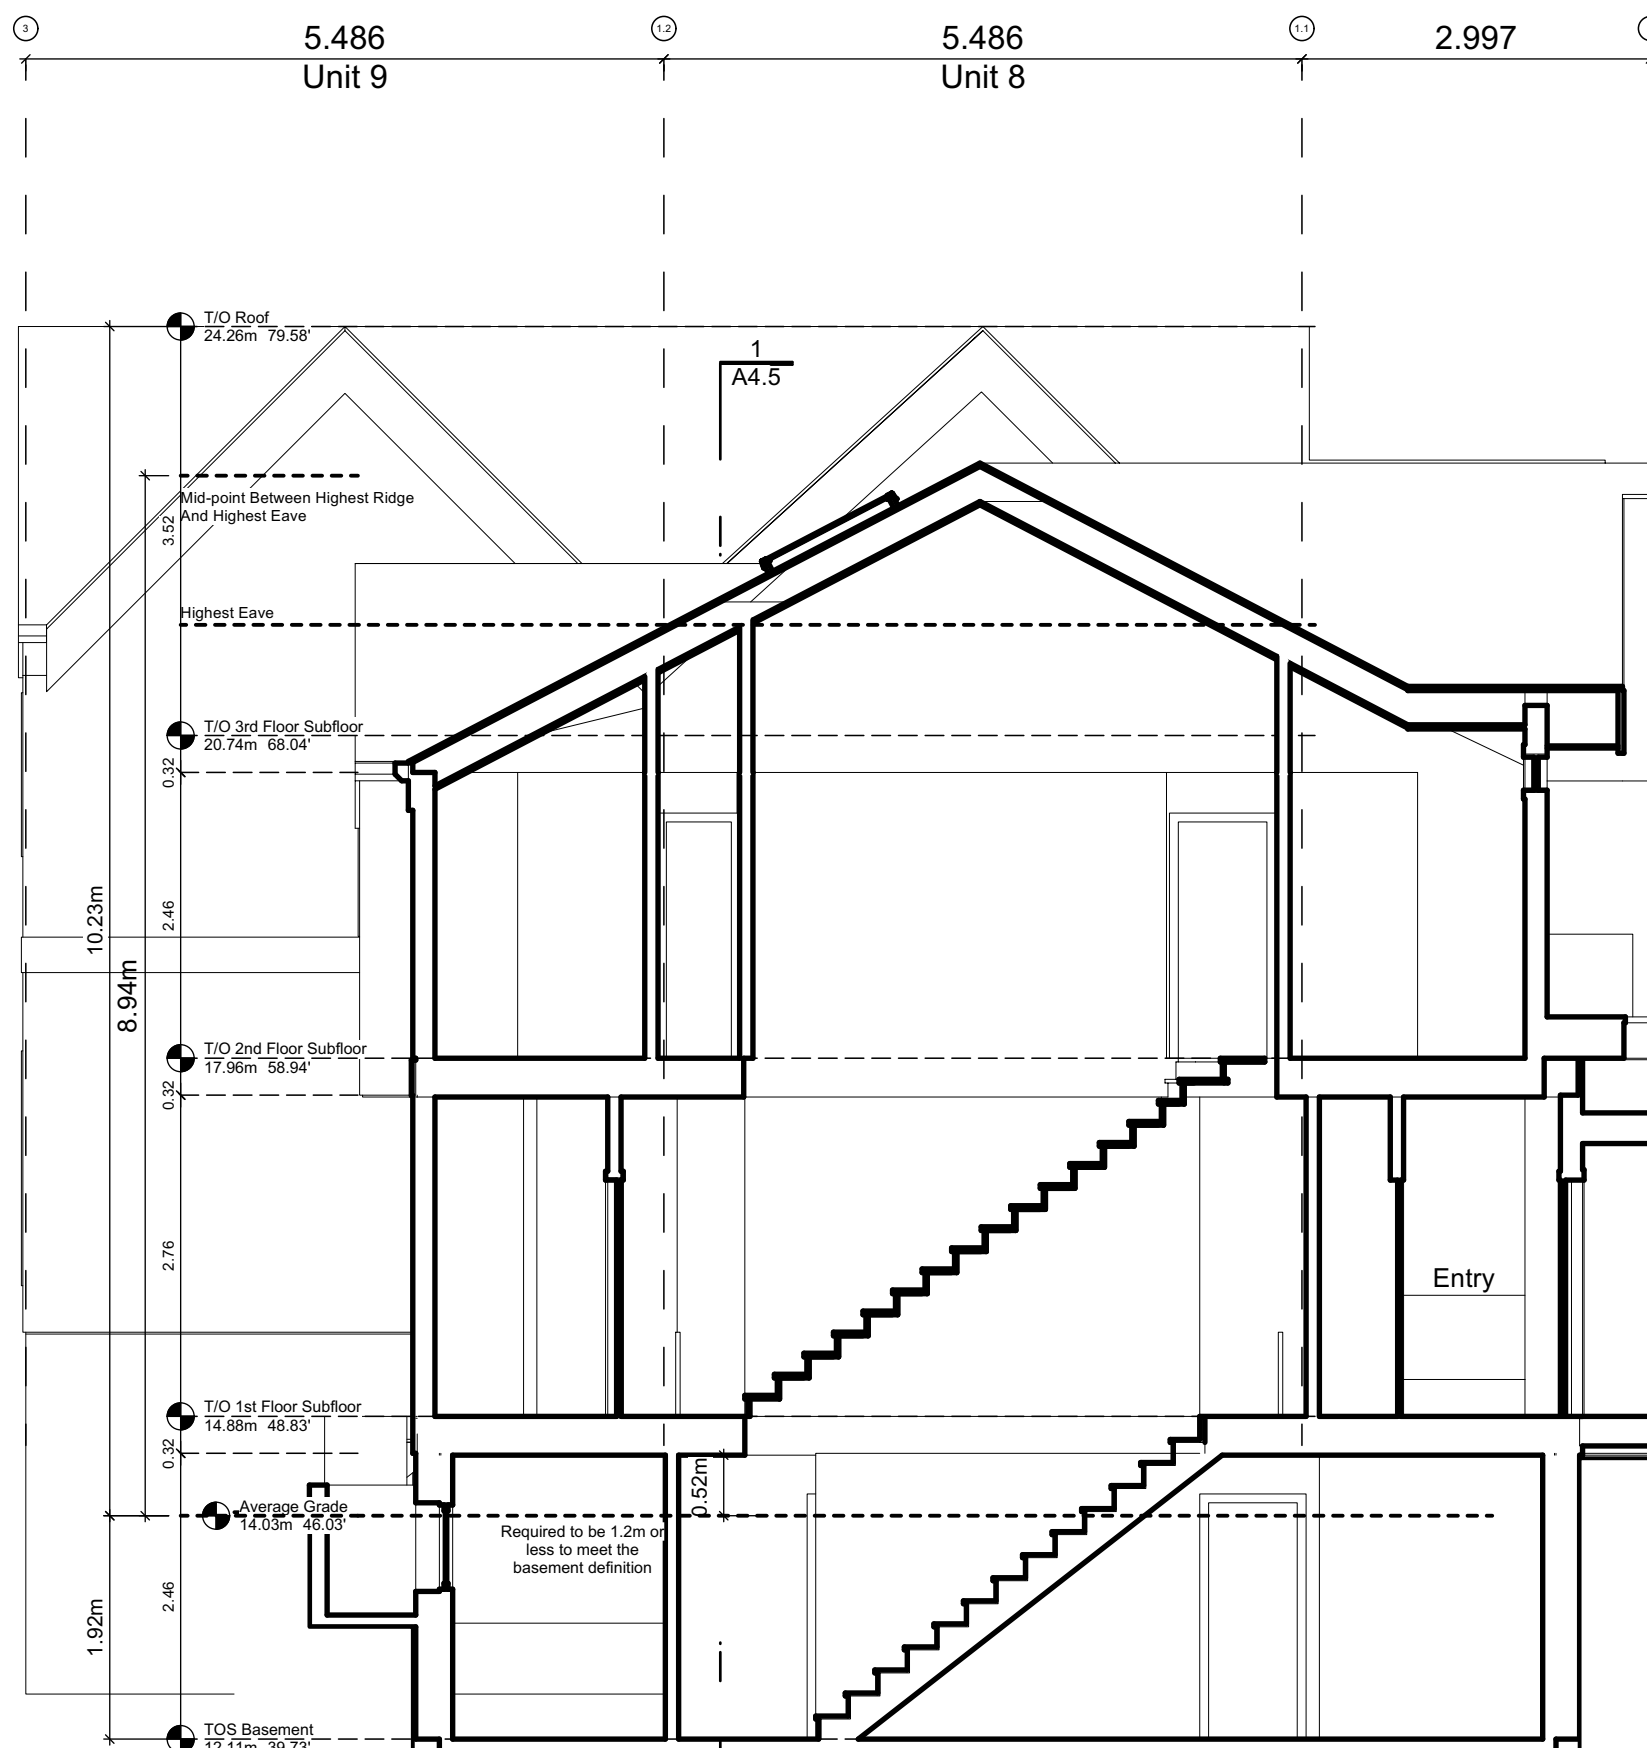 3
5.486
1.2
5.486
1.1
2.997
Unit 9
Unit 8
T/O Roof
24.26m 79.58'
1
A4.5
Mid-point Between Highest Ridge
And Highest Eave
3.52
Highest Eave
T/O 3rd Floor Subfloor
20.74m 68.04'
0.32
2.46
10.23m
8.94m
T/O 2nd Floor Subfloor
17.96m 58.94'
0.32
2.76
Entry
T/O 1st Floor Subfloor
14.88m 48.83'
0.32
0.52m
Average Grade
14.03m 46.03'
Required to be 1.2m or
less to meet the
basement definition
2.46
1.92m
TOS Basement
12.11m 39.73'